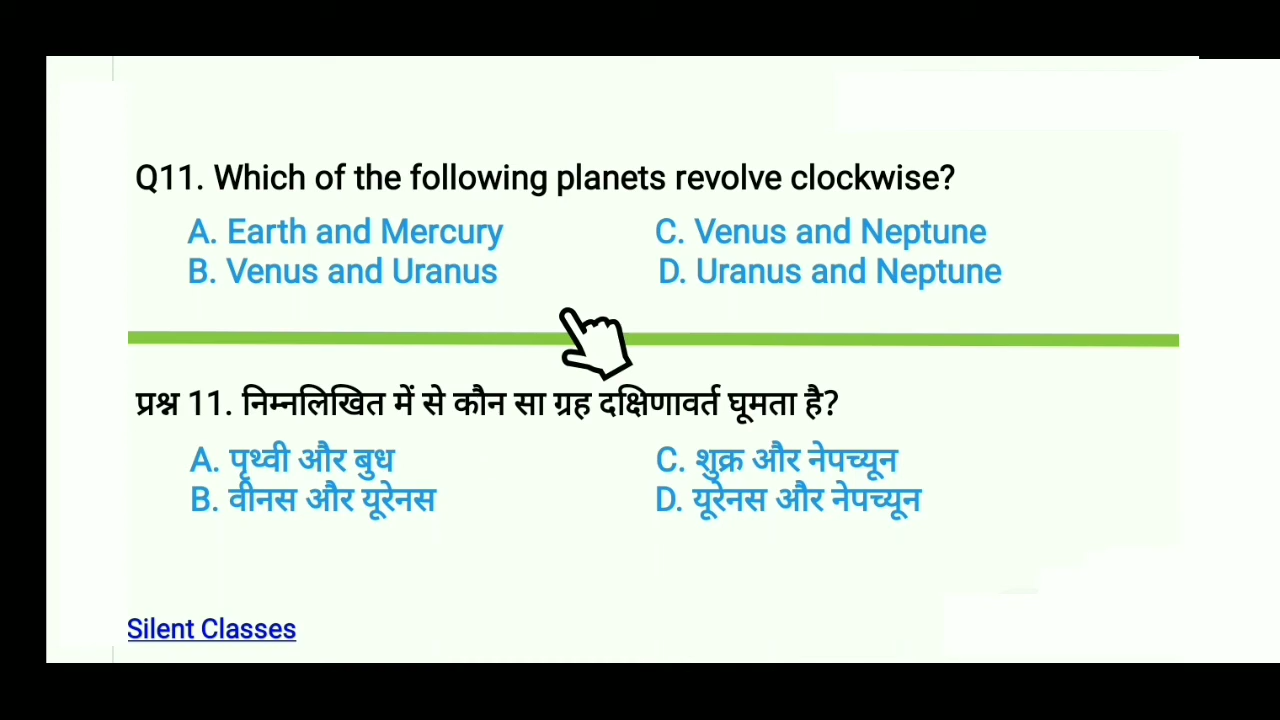 Q11. Which of the following planets revolve clockwise?
A. Earth and Mercury C. Venus and Neptune
B. Venus and Uranus D. Uranus and Neptune
प्रश्न 11. निम्नलिखित में से कौन सा ग्रह दक्षिणावर्त घूमता है?
A. पृथ्वी और बुध C. शुक्र और नेपच्यून
B. वीनस और यूरेनस D. यूरेनस और नेपच्यून
Silent Classes